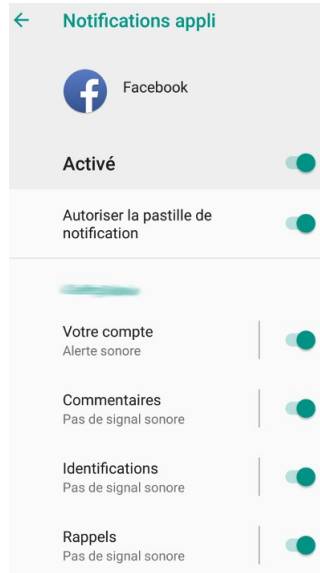 Notifications appli
Facebook
Activé
Autoriser la pastille de
notification
Votre compte
Alerte sonore
Commentaires
Pas de signal sonore
Identifications
Pas de signal sonore
Rappels
Pas de signal sonore